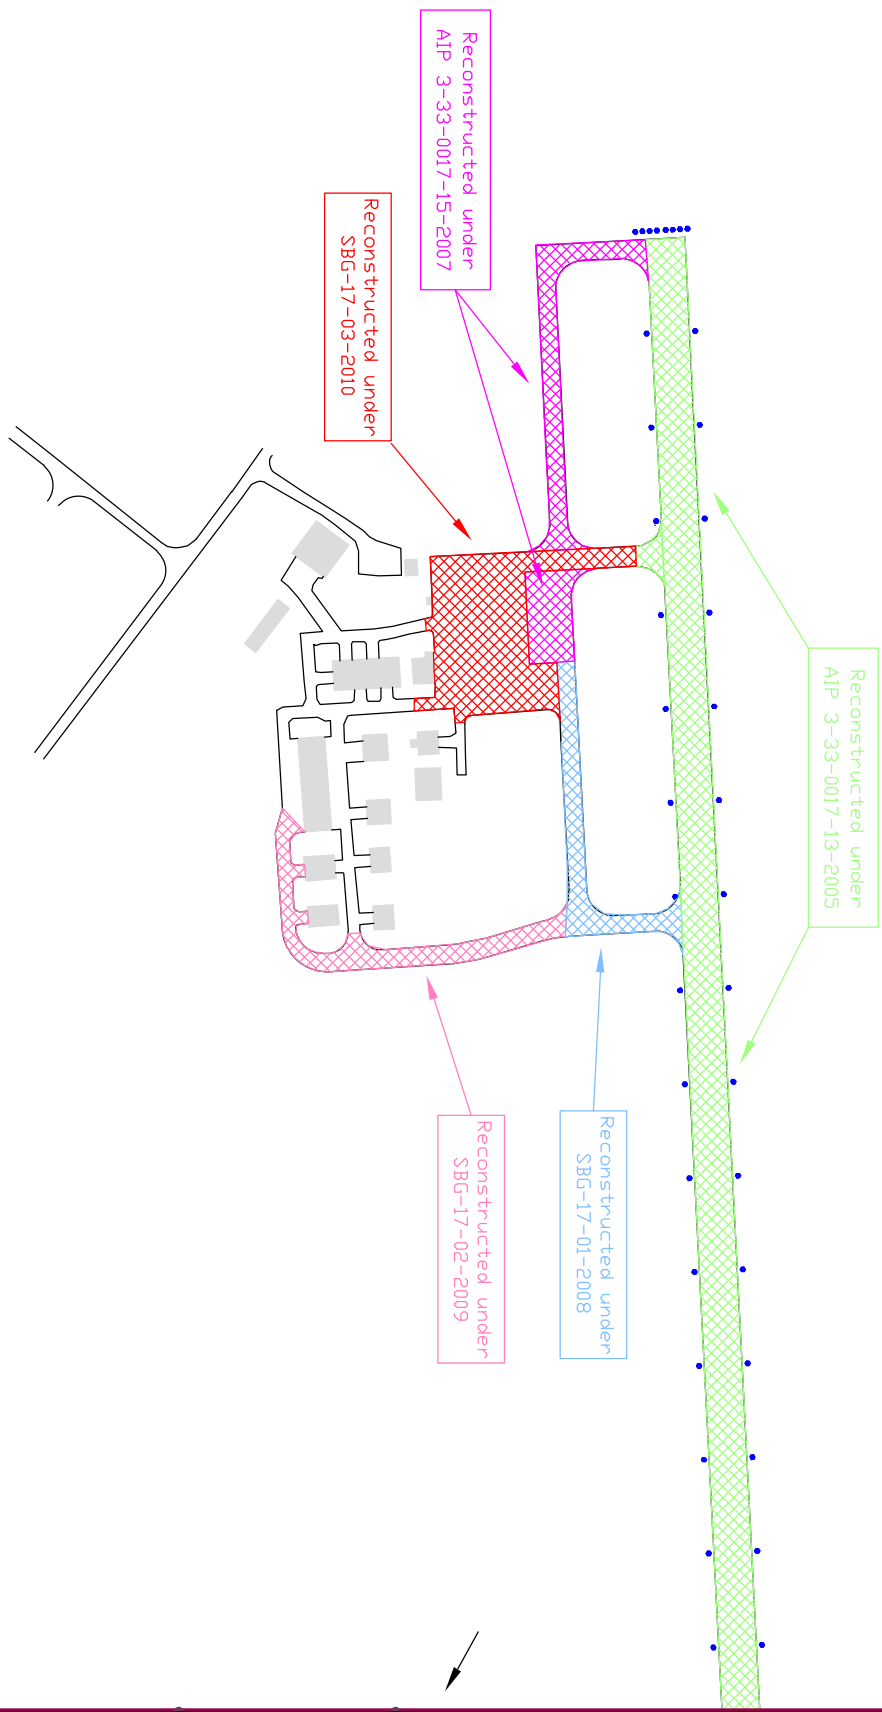 Reconstructed under
AIP 3-33-0017-15-2007
Reconstructed under
SBG-17-03-2010
Reconstructed under
AIP 3-33-0017-13-2005
Reconstructed under
SBG-17-01-2008
Reconstructed under
SBG-17-02-2009